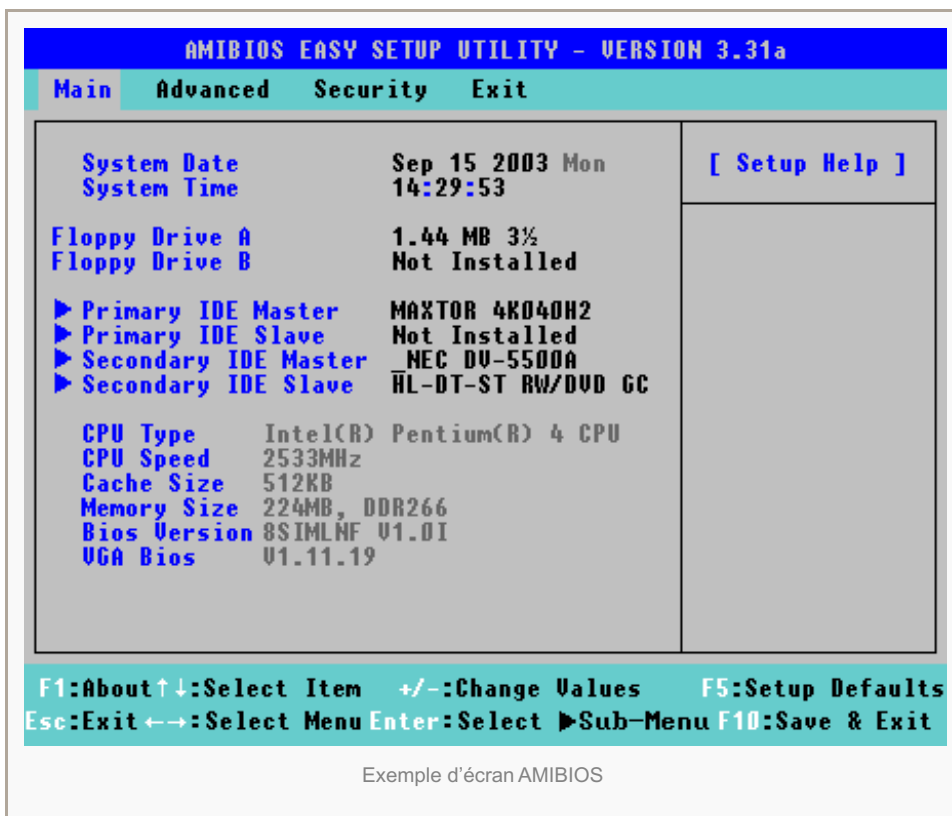 AMIBIOS EASY SETUP UTILITY - VERSION 3.31a
Main Advanced Security Exit
System Date Sep 15 2003 Mon [ Setup Help ]
System Time 14:29:53
Floppy Drive A 1.44 MB 3½
Floppy Drive B Not Installed
▶ Primary IDE Master MAXTOR 4K040H2
▶ Primary IDE Slave Not Installed
▶ Secondary IDE Master _NEC DV-5500A
▶ Secondary IDE Slave HL-DT-ST RW/DVD GC
CPU Type Intel(R) Pentium(R) 4 CPU
CPU Speed 2533MHz
Cache Size 512KB
Memory Size 224MB, DDR266
Bios Version 8SIMLNF V1.0I
VGA Bios V1.11.19
F1:About ↑↓:Select Item +/-:Change Values F5:Setup Defaults
Esc:Exit ←→:Select Menu Enter:Select ▶Sub-Menu F10:Save & Exit
Exemple d'écran AMIBIOS